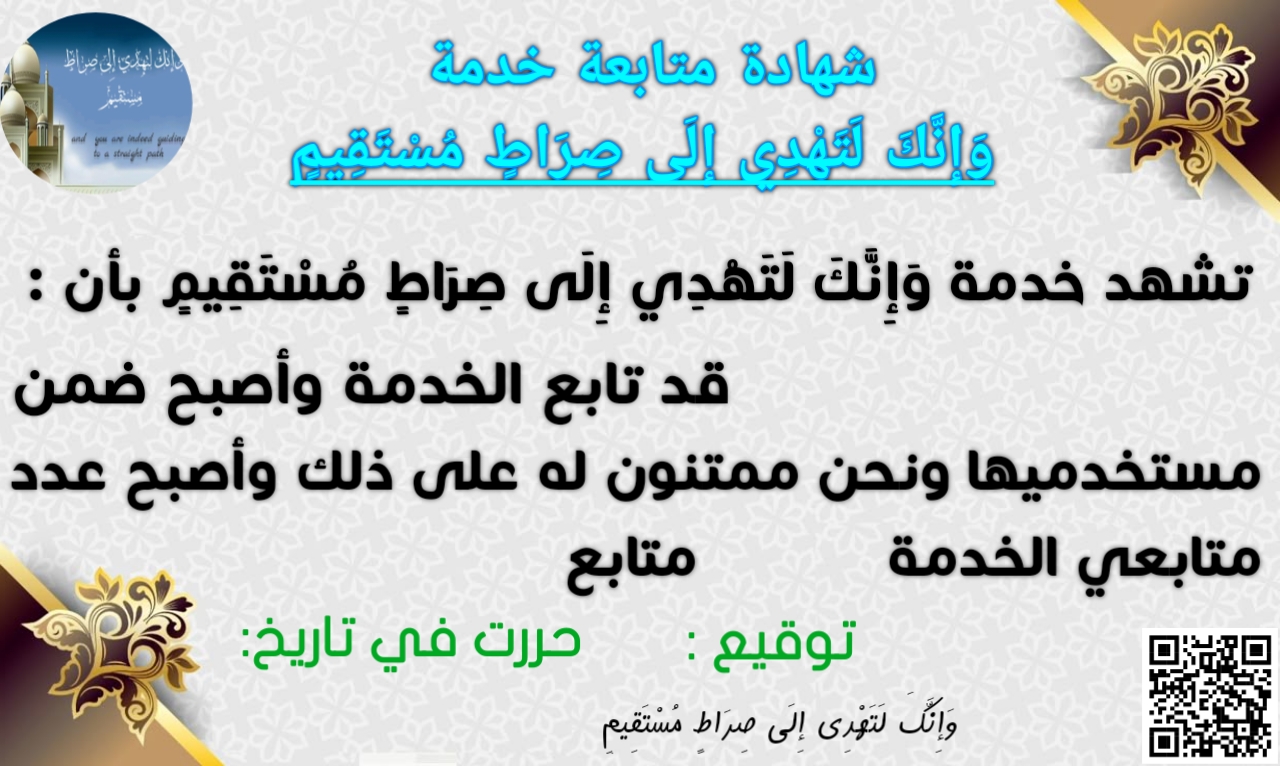 شهادة متابعة خدمة
وَإِنَّكَ لَتَهْدِي إِلَى صِرَاطٍ مُسْتَقِيمٍ
وَإِنَّكَ لَتَهْدِي إِلَى صِرَاطٍ
مُسْتَقِيمٍ
and you are indeed guiding
to a straight path
تشهد خدمة وَإِنَّكَ لَتَهْدِي إِلَى صِرَاطٍ مُسْتَقِيمٍ بأن :
قد تابع الخدمة وأصبح ضمن
مستخدميها ونحن ممتنون له على ذلك وأصبح عدد
متابعي الخدمة متابع
توقيع : حررت في تاريخ:
وَإِنَّكَ لَتَهْدِى إِلَى صِرَاطٍ مُسْتَقِيمٍ